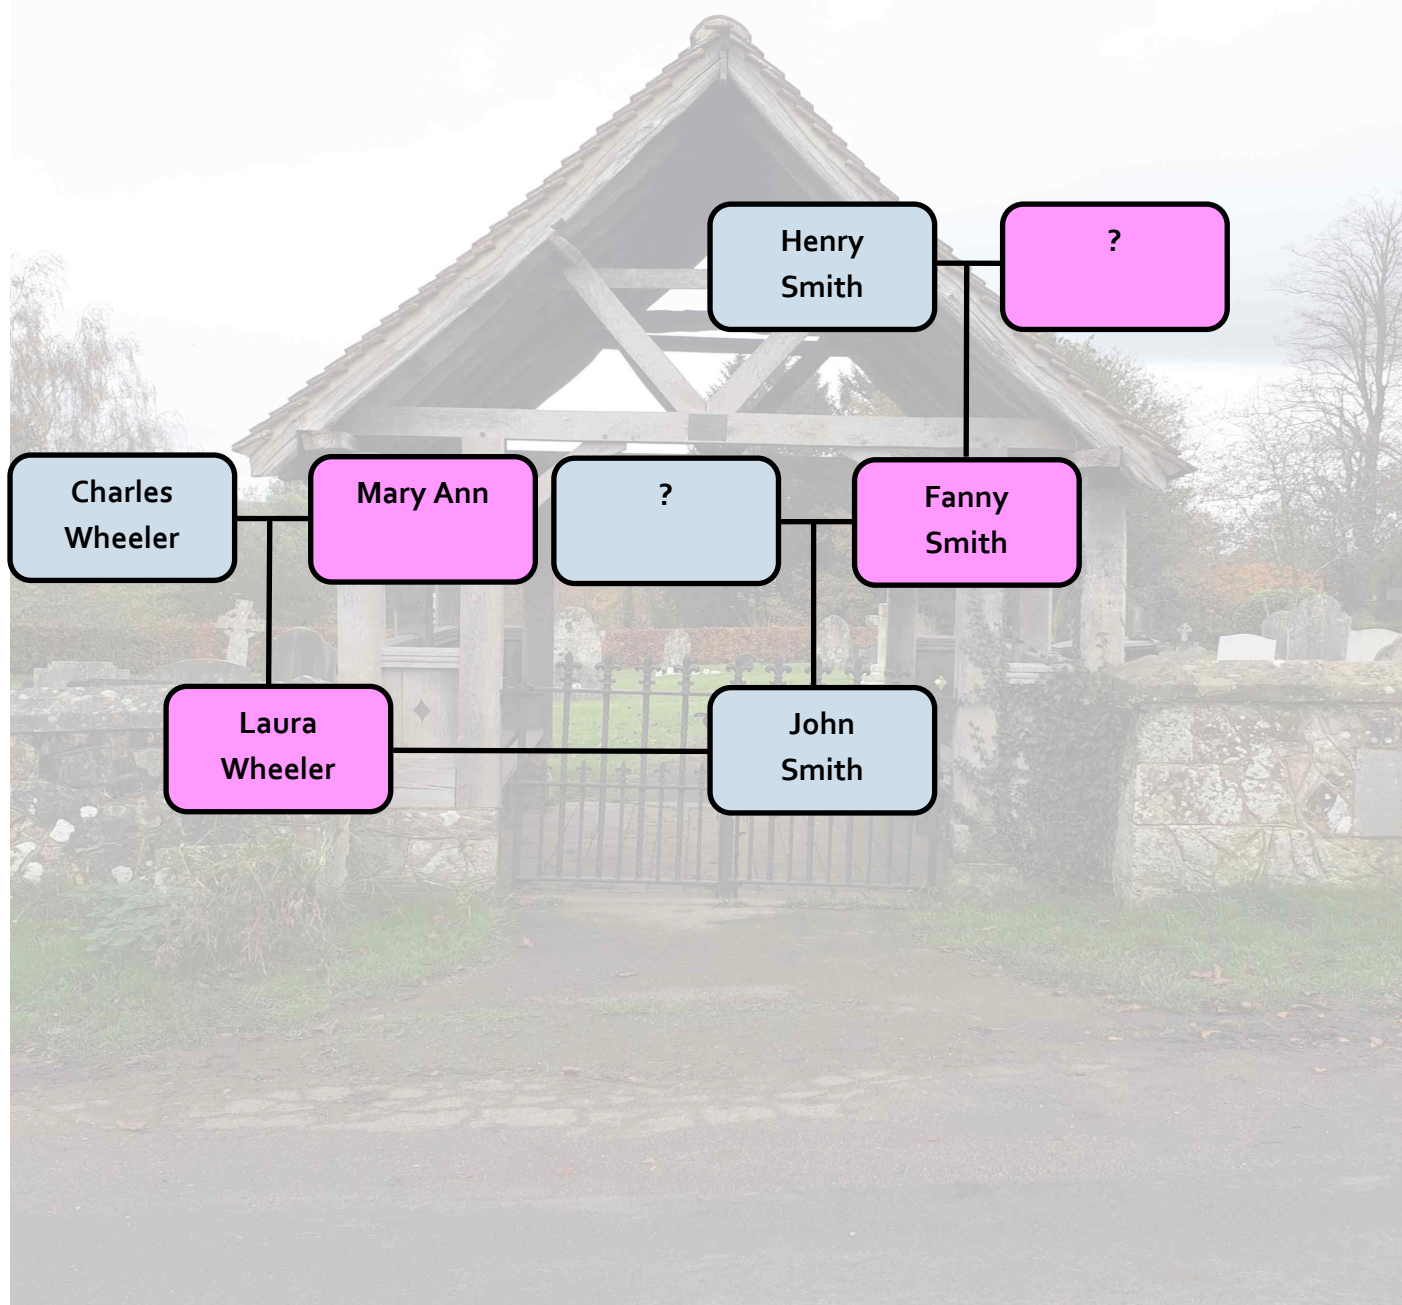 Henry
Smith
?
Charles
Wheeler
Mary Ann
?
Fanny
Smith
Laura
Wheeler
John
Smith